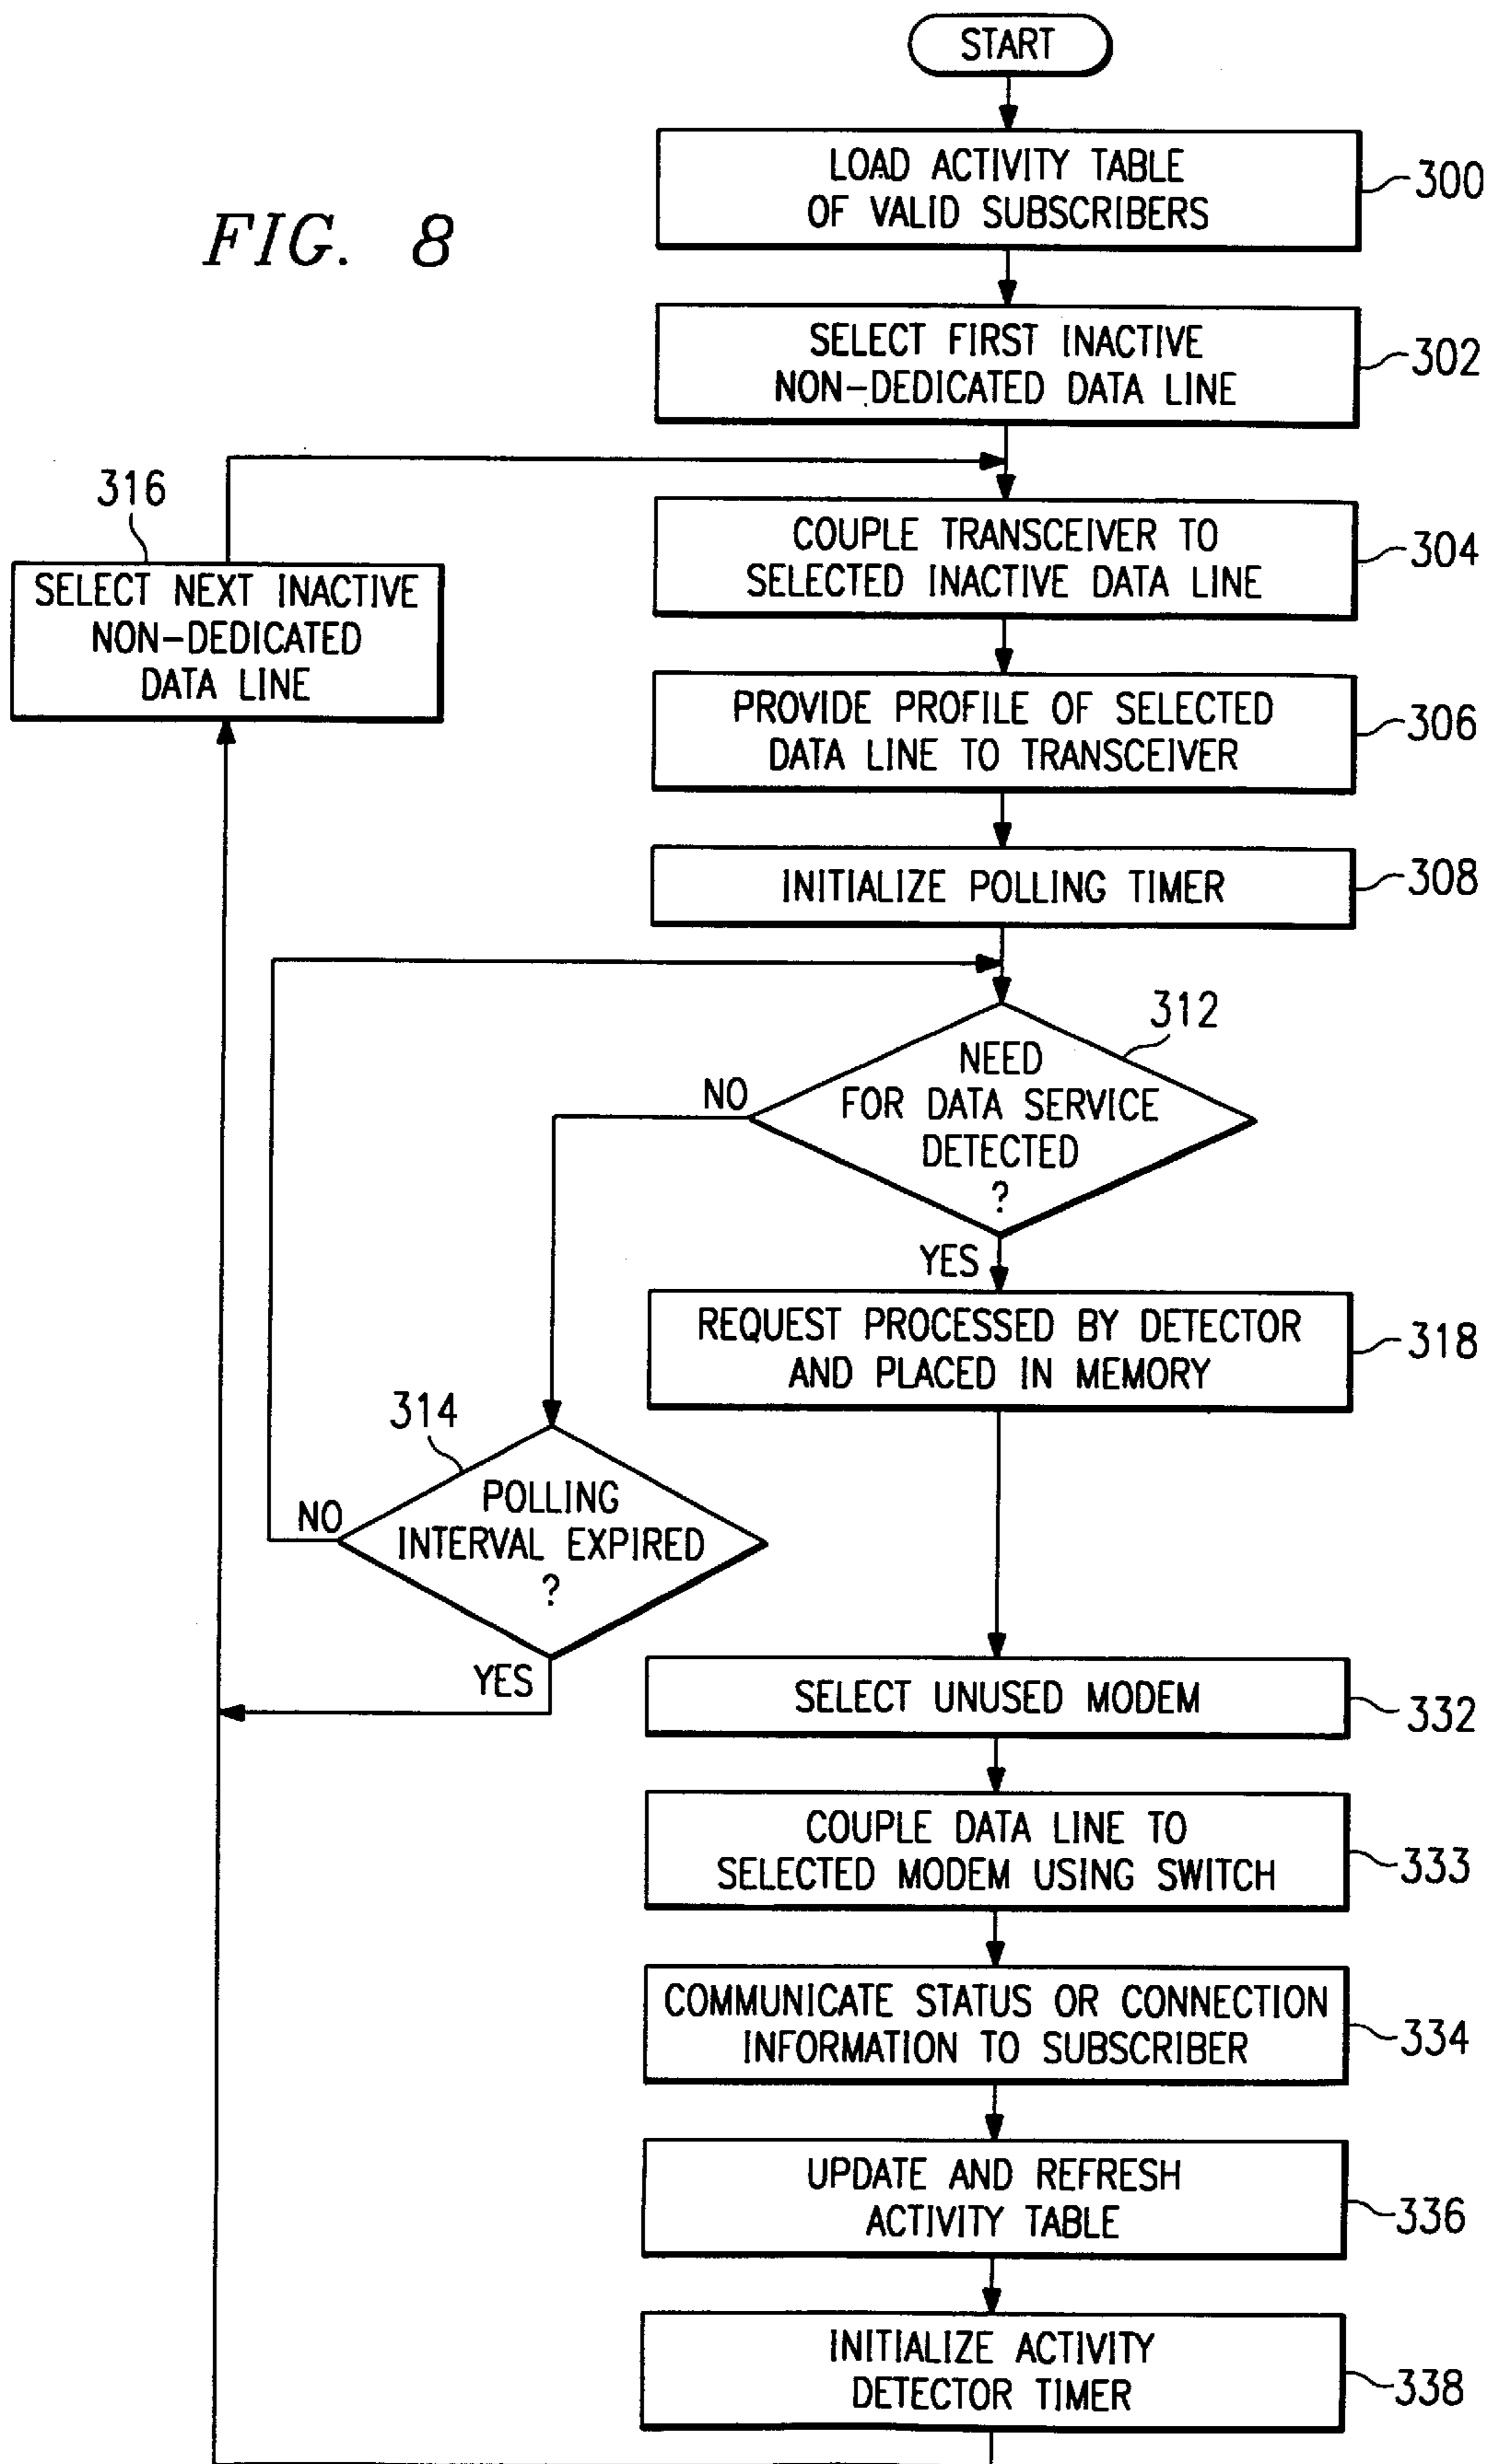 START
LOAD ACTIVITY TABLE
OF VALID SUBSCRIBERS
300
FIG. 8
SELECT FIRST INACTIVE
NON-DEDICATED DATA LINE
302
316
SELECT NEXT INACTIVE
NON-DEDICATED
DATA LINE
COUPLE TRANSCEIVER TO
SELECTED INACTIVE DATA LINE
304
PROVIDE PROFILE OF SELECTED
DATA LINE TO TRANSCEIVER
306
INITIALIZE POLLING TIMER
308
312
NEED
FOR DATA SERVICE
DETECTED
?
NO
YES
REQUEST PROCESSED BY DETECTOR
AND PLACED IN MEMORY
318
314
POLLING
INTERVAL EXPIRED
?
NO
YES
SELECT UNUSED MODEM
332
COUPLE DATA LINE TO
SELECTED MODEM USING SWITCH
333
COMMUNICATE STATUS OR CONNECTION
INFORMATION TO SUBSCRIBER
334
UPDATE AND REFRESH
ACTIVITY TABLE
336
INITIALIZE ACTIVITY
DETECTOR TIMER
338